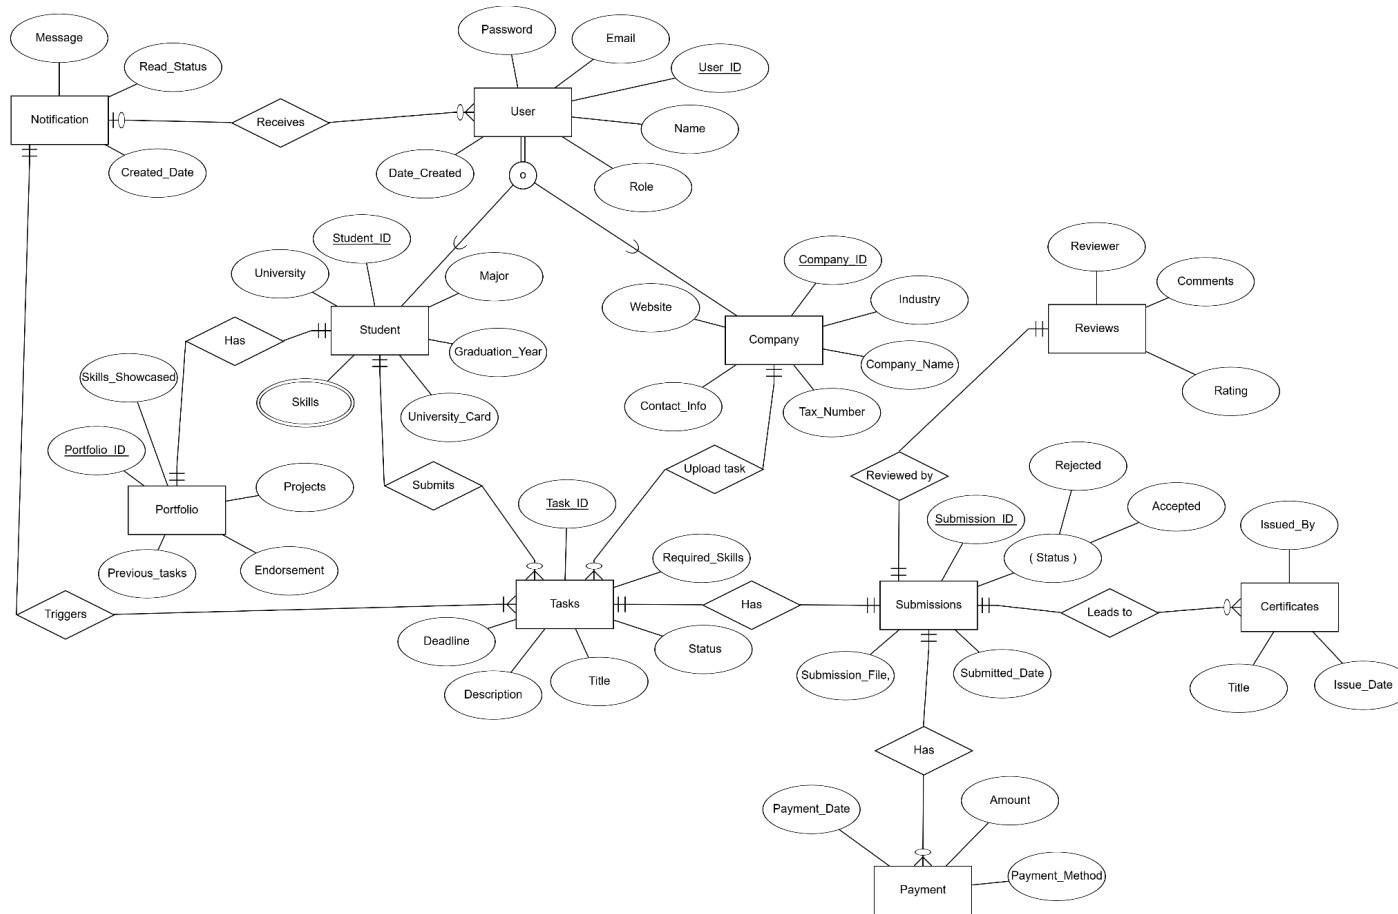 Password
Email
Message
Read_Status
User_ID
Notification
Receives
User
Name
Created_Date
Date_Created
Role
o
Student_ID
University
Major
Company_ID
Reviewer
Comments
Website
Industry
Student
Company
Reviews
Has
Graduation_Year
Company_Name
Skills_Showcased
Skills
University_Card
Contact_Info
Tax_Number
Rating
Portfolio_ID
Submits
Upload task
Reviewed by
Rejected
Projects
Task_ID
Submission_ID
Accepted
Portfolio
Issued_By
Previous_tasks
Endorsement
Required_Skills
( Status )
Triggers
Tasks
Has
Submissions
Leads to
Certificates
Deadline
Status
Description
Title
Submission_File,
Submitted_Date
Title
Issue_Date
Has
Payment_Date
Amount
Payment
Payment_Method